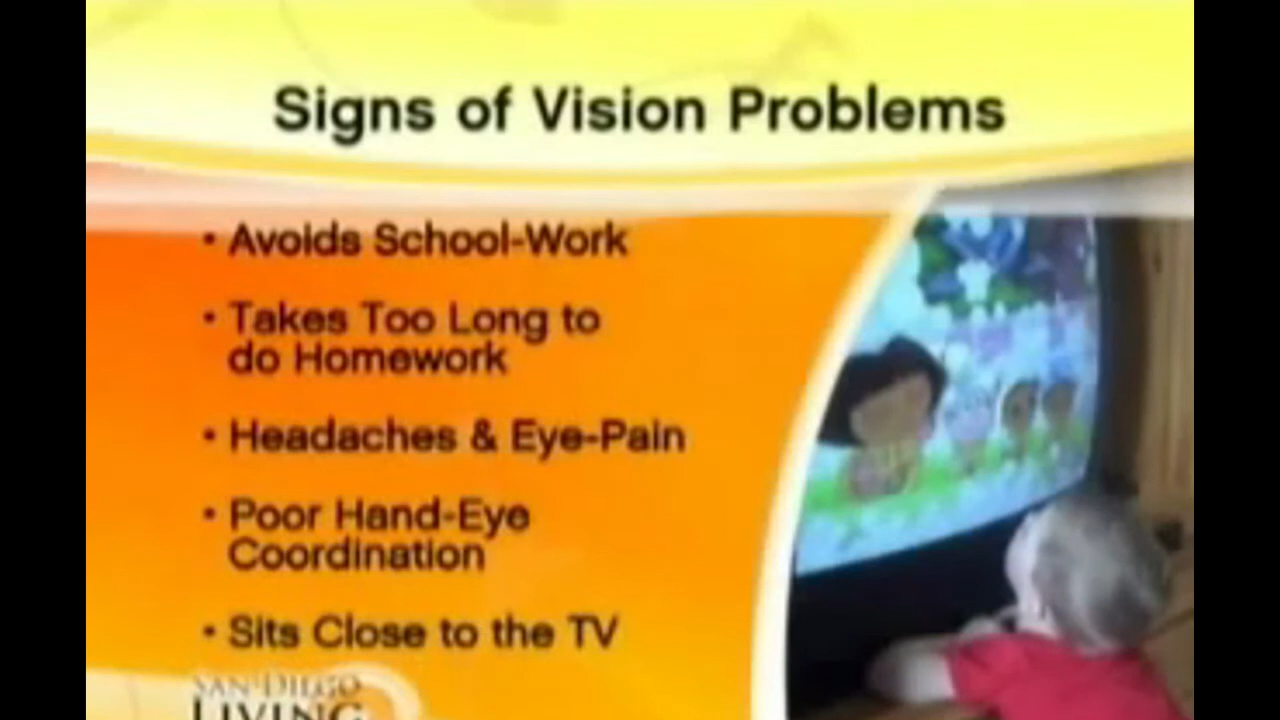 Signs of Vision Problems
• Avoids School-Work
• Takes Too Long to
do Homework
• Headaches & Eye-Pain
• Poor Hand-Eye
Coordination
• Sits Close to the TV
SAN DIEGO
LIVING